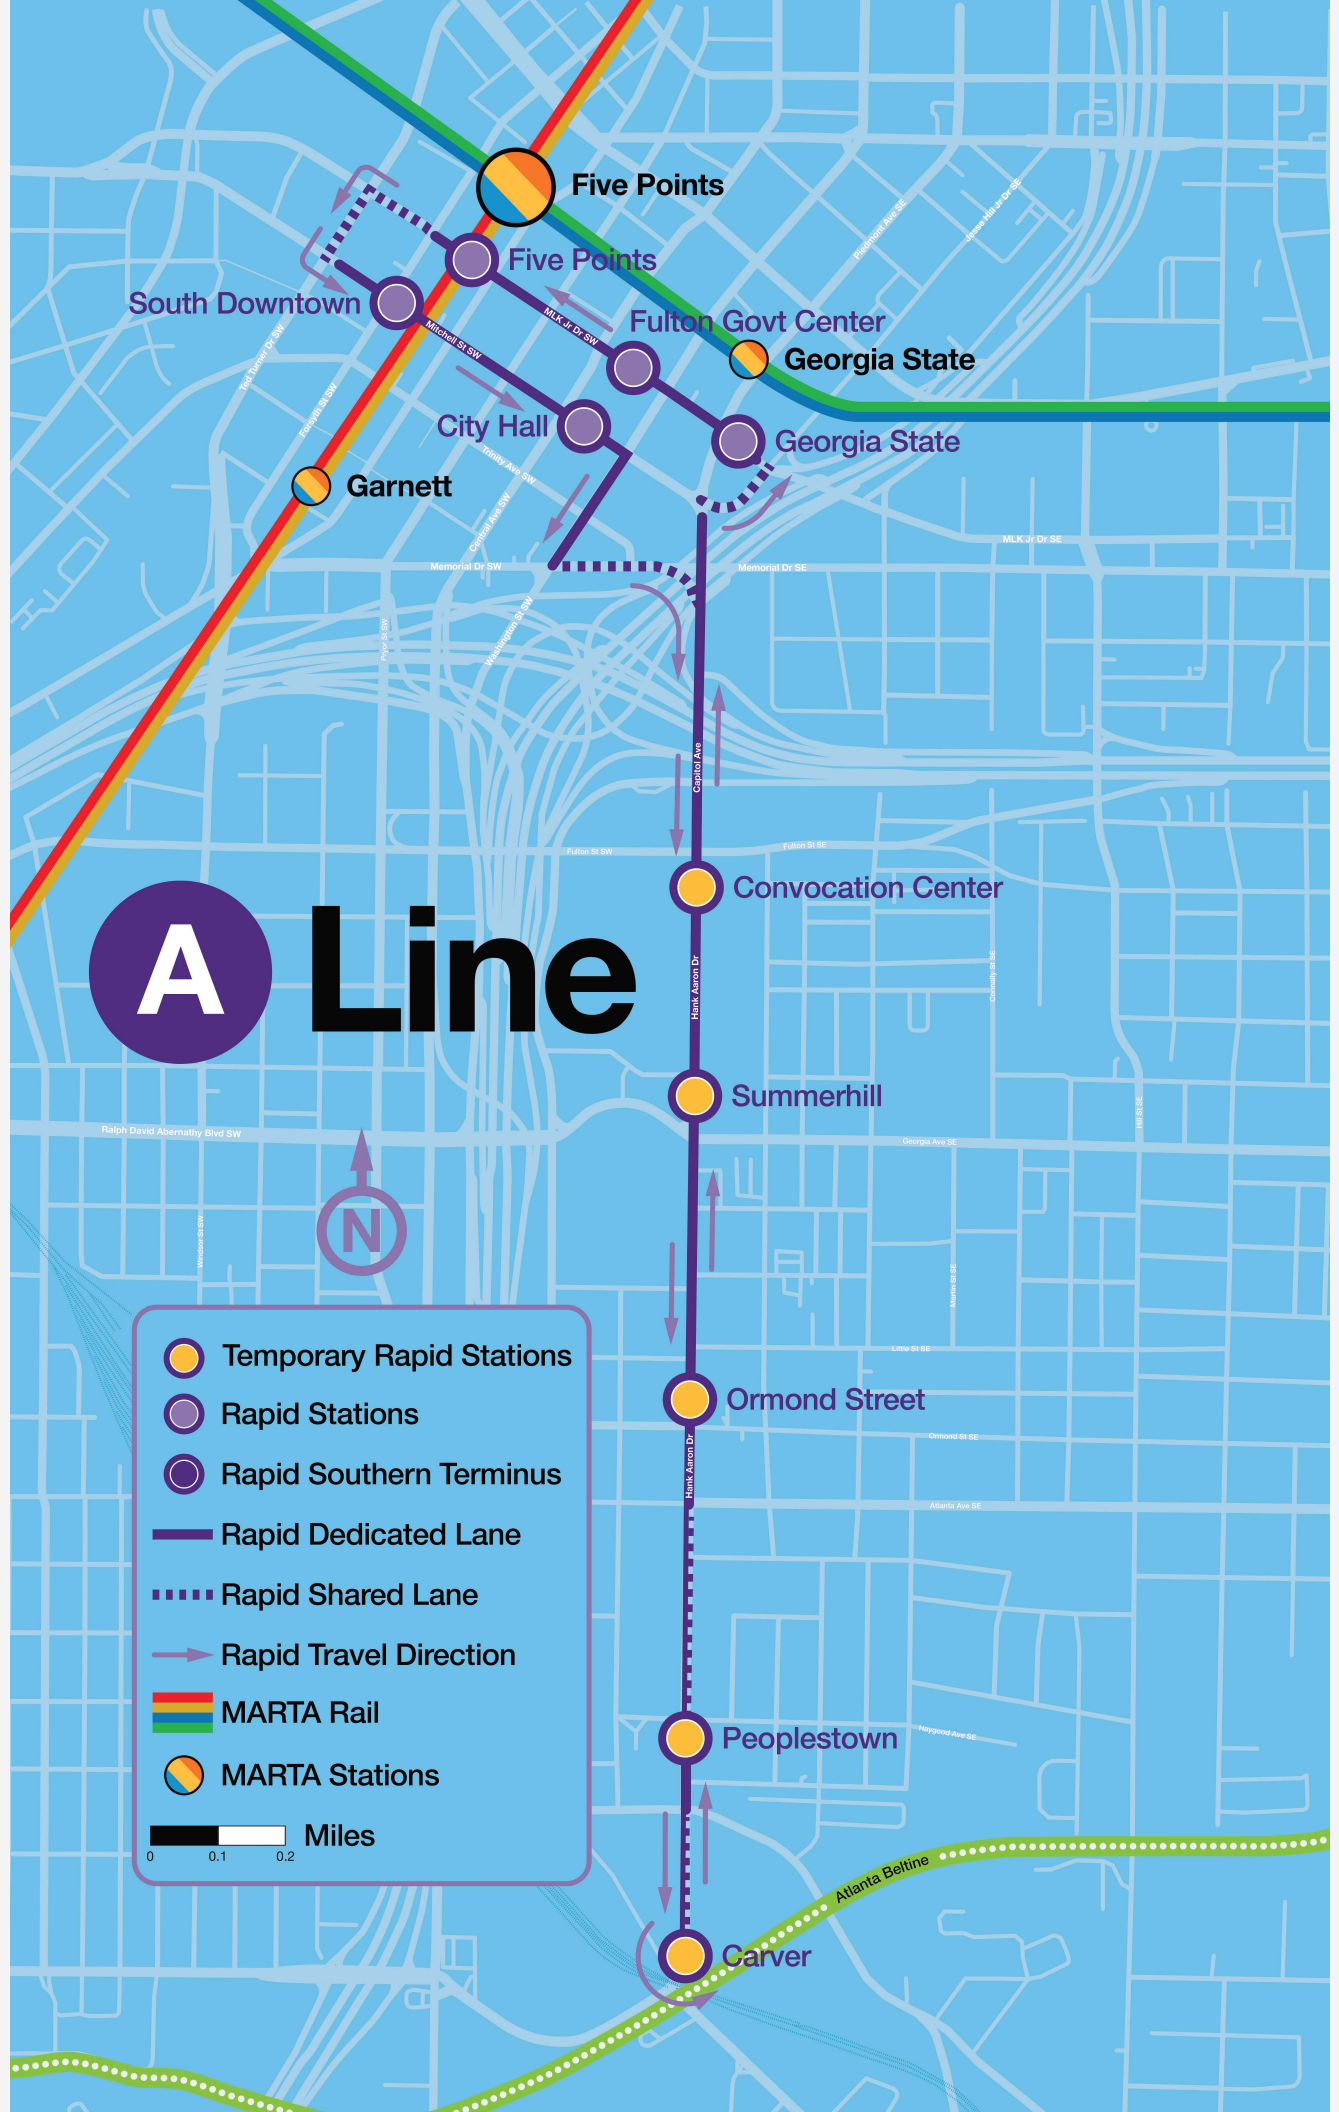 Five Points
Five Points
South Downtown
Fulton Govt Center
Georgia State
City Hall
Georgia State
Garnett
Piedmont Ave SE
Jesse Hill Jr Dr SE
MLK Jr Dr SW
Mitchell St SW
Ted Turner Dr SW
Forsyth St SW
Trinity Ave SW
Central Ave SW
MLK Jr Dr SE
Memorial Dr SW
Memorial Dr SE
Pryor St SW
Washington St SW
Capitol Ave
Fulton St SW
Fulton St SE
Convocation Center
A Line
Hank Aaron Dr
Connally St SE
Summerhill
Hill St SE
Ralph David Abernathy Blvd SW
Georgia Ave SE
N
Windsor St SW
Martin St SE
Little St SE
Ormond Street
Hank Aaron Dr
Ormond St SE
Atlanta Ave SE
Temporary Rapid Stations
Rapid Stations
Rapid Southern Terminus
Rapid Dedicated Lane
Rapid Shared Lane
Rapid Travel Direction
MARTA Rail
MARTA Stations
Miles
0 0.1 0.2
Peoplestown
Haygood Ave SE
Atlanta Beltine
Carver